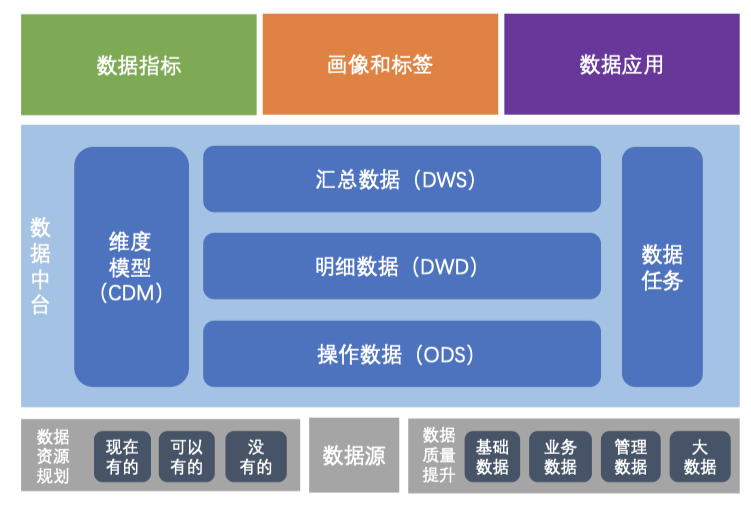 数据指标
画像和标签
数据应用
数
据
中
台
维度
模型
（CDM）
汇总数据（DWS）
明细数据（DWD）
操作数据（ODS）
数据
任务
数据
资源
规划
现在
有的
可以
有的
没
有的
数据源
数据
质量
提升
基础
数据
业务
数据
管理
数据
大
数据